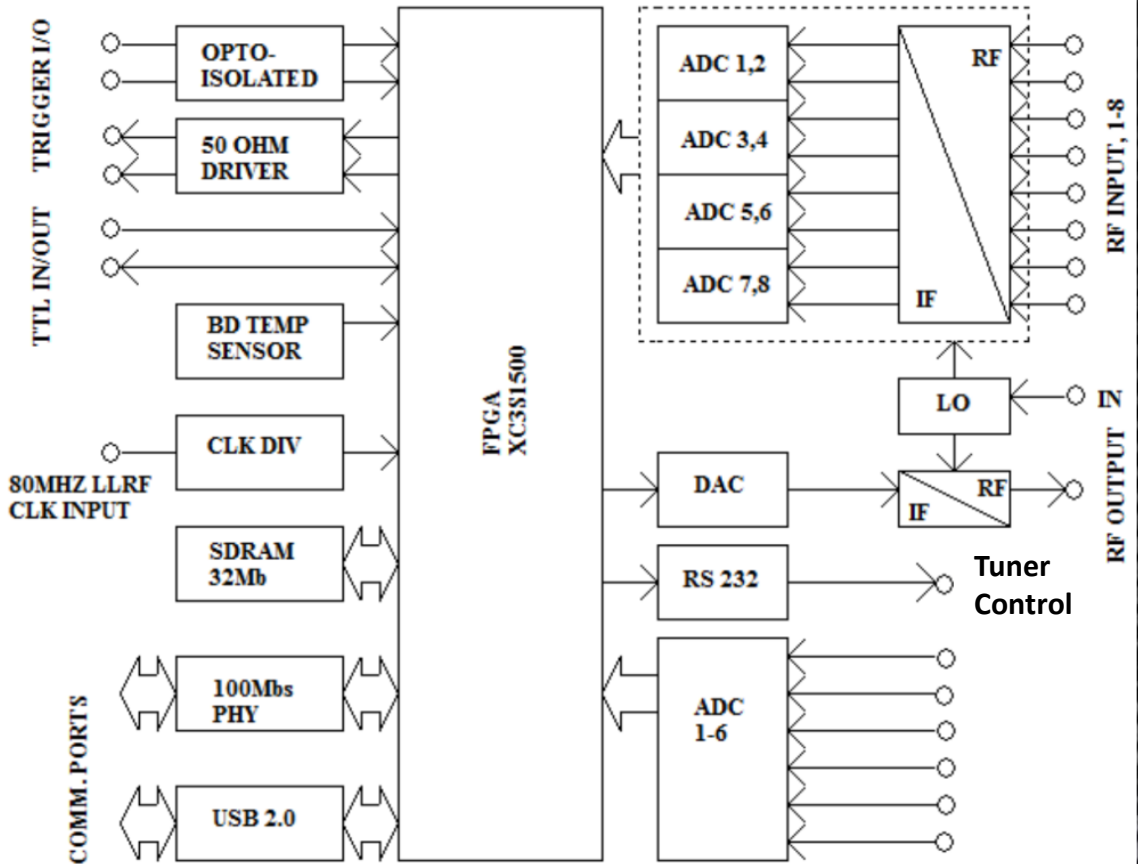 TRIGGER I/O
OPTO-
ISOLATED
50 OHM
DRIVER
TTL IN/OUT
BD TEMP
SENSOR
CLK DIV
80MHZ LLRF
CLK INPUT
SDRAM
32Mb
COMM.PORTS
100Mbs
PHY
USB 2.0
FPGA
XC3S1500
ADC 1,2
ADC 3,4
ADC 5,6
ADC 7,8
RF
IF
RF INPUT, 1-8
LO
IN
DAC
RF
IF
RF OUTPUT
RS 232
Tuner
Control
ADC
1-6